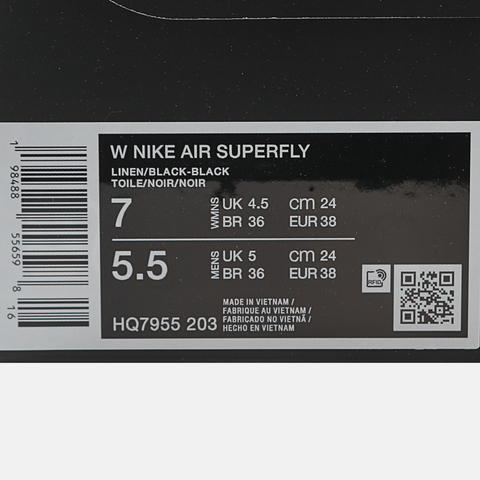 W NIKE AIR SUPERFLY
LINEN/BLACK-BLACK
TOILE/NOIR/NOIR
7 WMNS UK 4.5 cm 24
BR 36 EUR 38
5.5 MENS UK 5 cm 24
BR 36 EUR 38
HQ7955 203
MADE IN VIETNAM /
FABRIQUE AU VIETNAM /
FABRICADO NO VIETNÃ /
HECHO EN VIETNAM
RFID
1 98488 55659 8 16